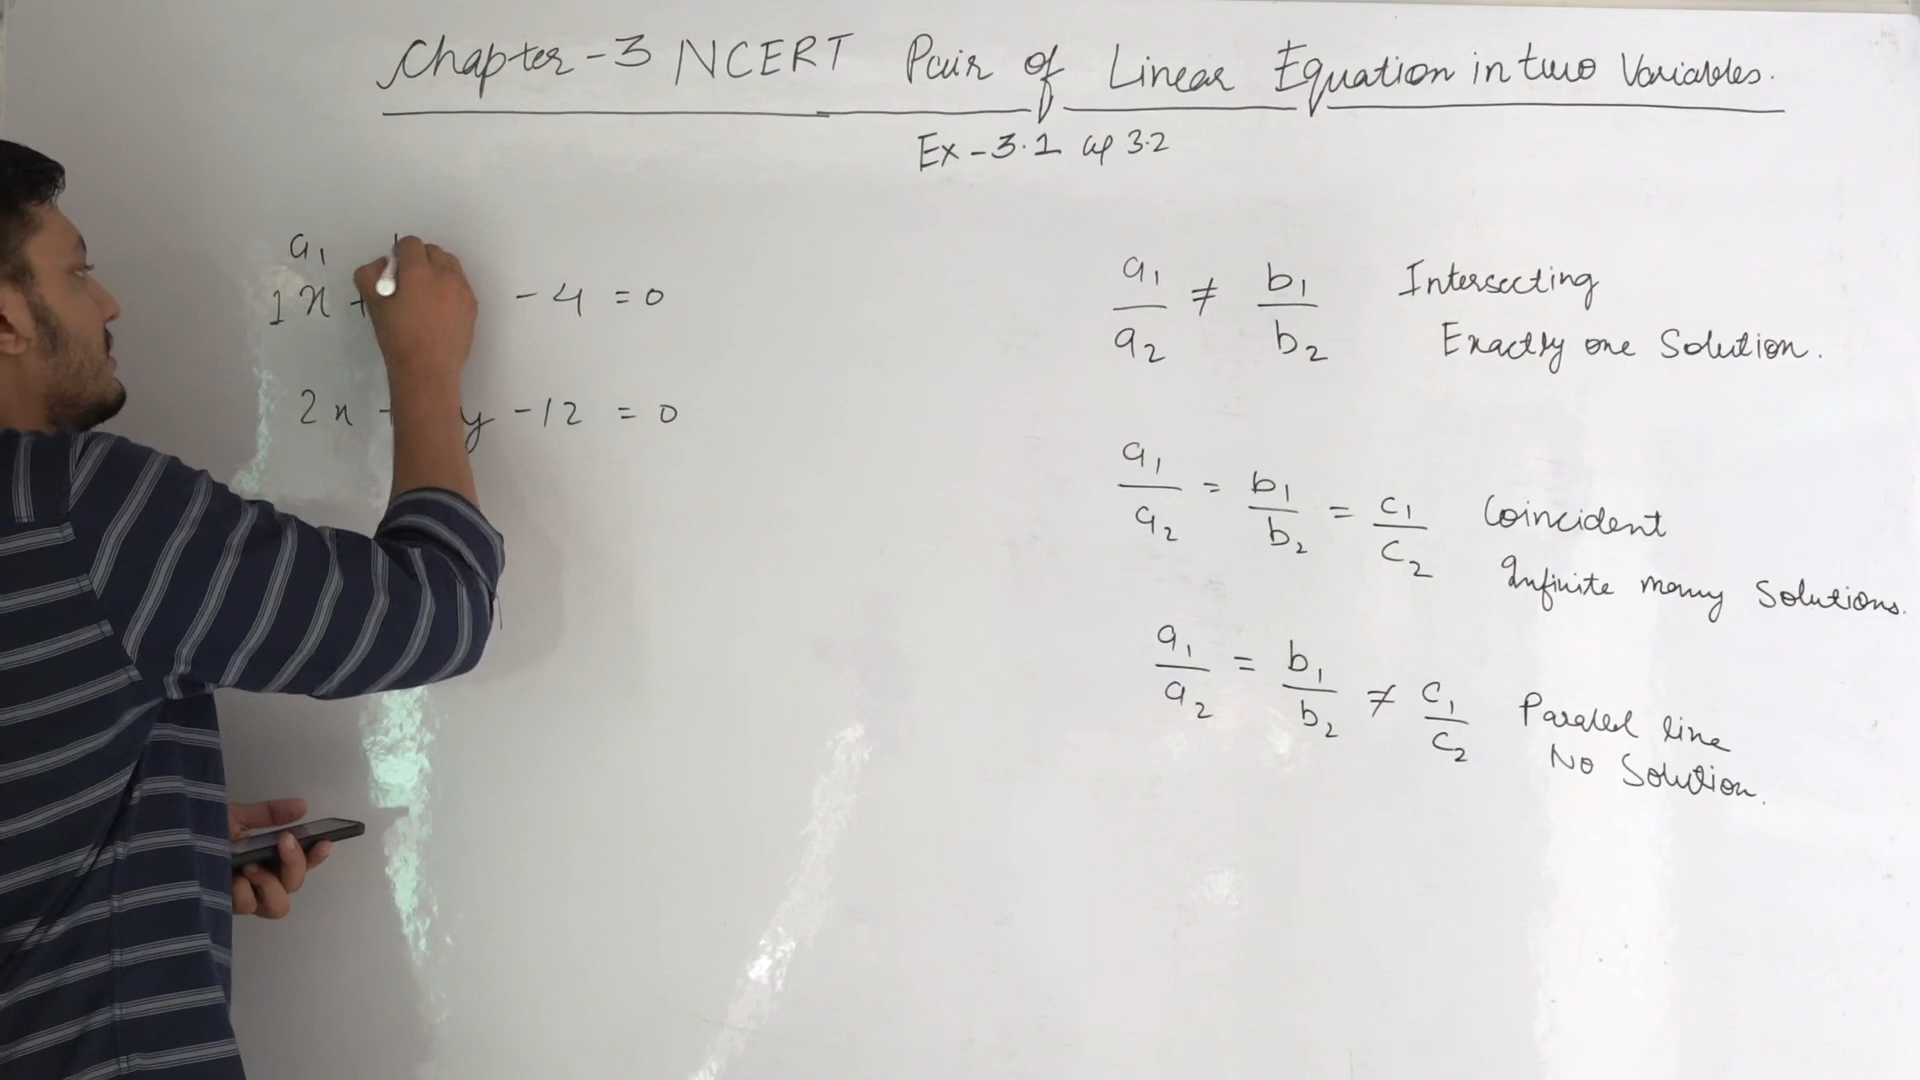 Chapter-3 NCERT Pair of Linear Equation in two Variables.
Ex-3.1 3.2
a₁
1x + - 4 = 0
2x + y - 12 = 0
a₁/a₂ ≠ b₁/b₂ Intersecting
Exactly one Solution.
a₁/a₂ = b₁/b₂ = c₁/c₂ Coincident
Infinite many Solutions.
a₁/a₂ = b₁/b₂ ≠ c₁/c₂ Parallel line
No Solution.